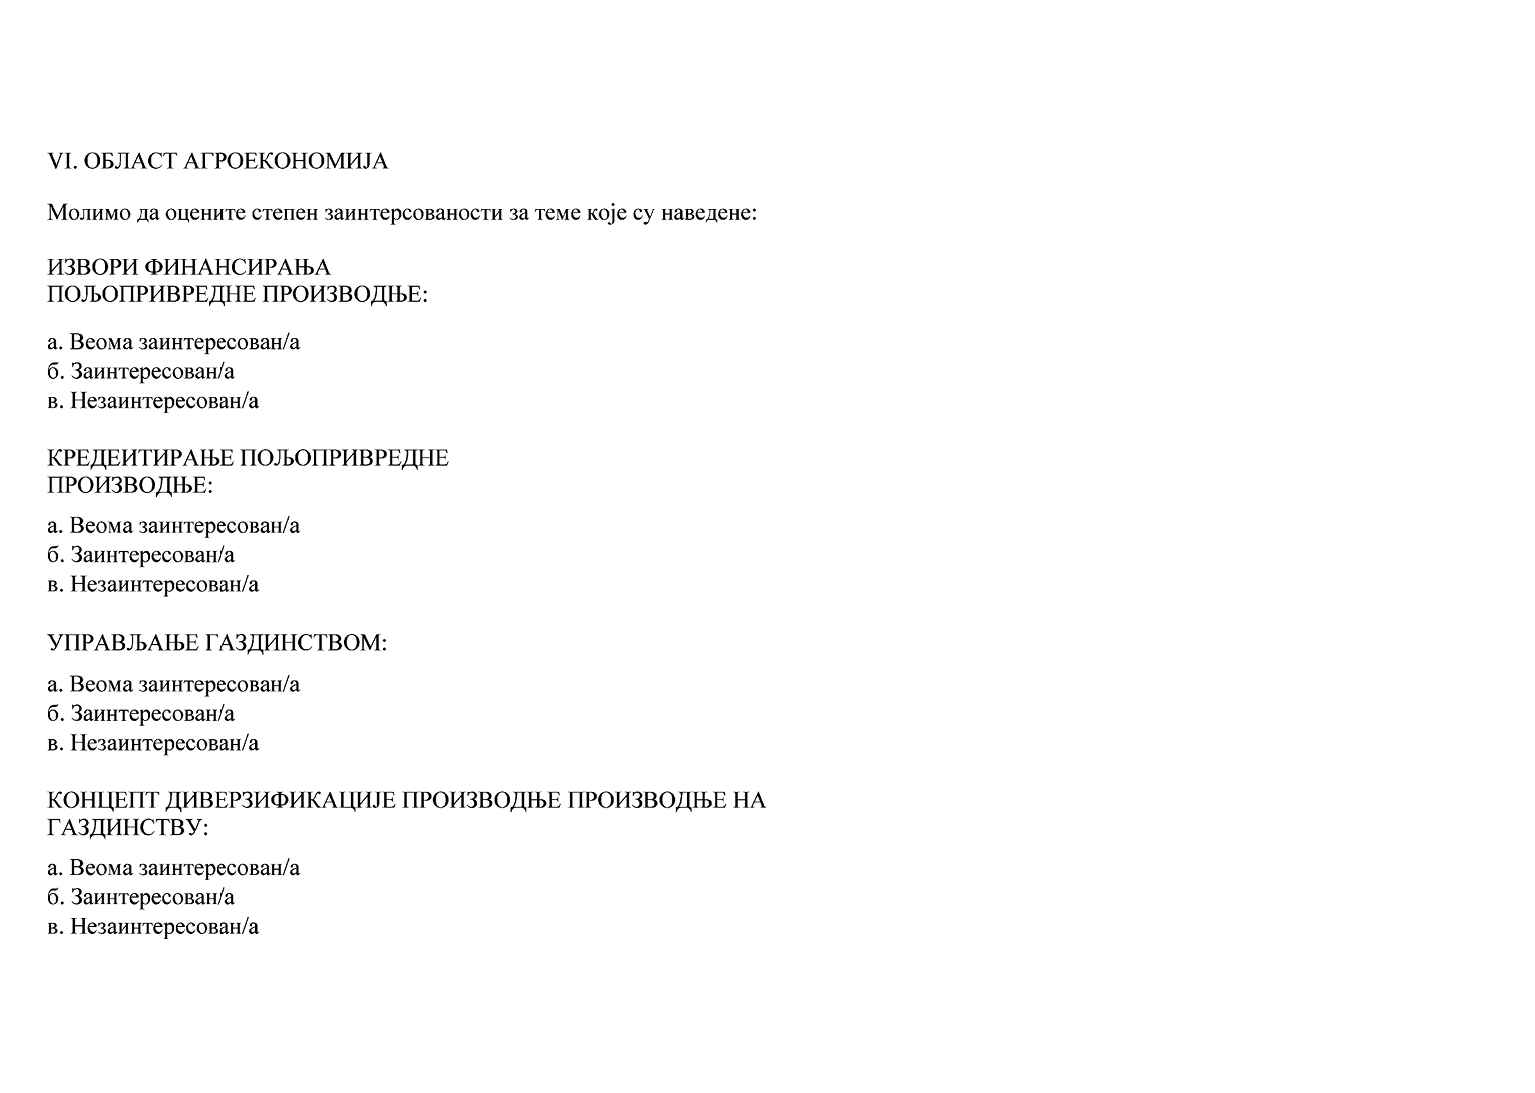 VI. ОБЛАСТ АГРОЕКОНОМИЈА
Молимо да оцените степен заинтерсованости за теме које су наведене:
ИЗВОРИ ФИНАНСИРАЊА
ПОЉОПРИВРЕДНЕ ПРОИЗВОДЊЕ:
а. Веома заинтересован/а
б. Заинтересован/а
в. Незаинтересован/а
КРЕДЕИТИРАЊЕ ПОЉОПРИВРЕДНЕ
ПРОИЗВОДЊЕ:
а. Веома заинтересован/а
б. Заинтересован/а
в. Незаинтересован/а
УПРАВЉАЊЕ ГАЗДИНСТВОМ:
а. Веома заинтересован/а
б. Заинтересован/а
в. Незаинтересован/а
КОНЦЕПТ ДИВЕРЗИФИКАЦИЈЕ ПРОИЗВОДЊЕ ПРОИЗВОДЊЕ НА
ГАЗДИНСТВУ:
а. Веома заинтересован/а
б. Заинтересован/а
в. Незаинтересован/а